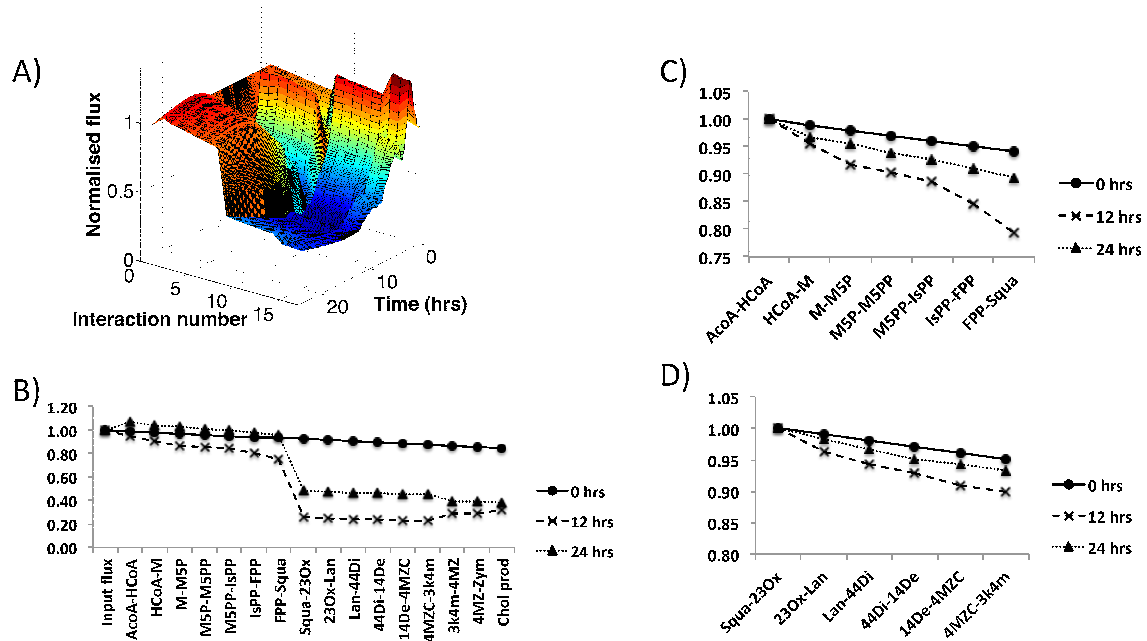 A)
Normalised flux
1
0.5
0
0
5
10
15
Interaction number
20
10
0
Time (hrs)
B)
1.20
1.00
0.80
0.60
0.40
0.20
0.00
Input flux
AcoA-HCoA
HCoA-M
M-M5P
M5P-M5PP
M5PP-IsPP
IsPP-FPP
FPP-Squa
Squa-23Ox
23Ox-Lan
Lan-44Di
44Di-14De
14De-4MZC
4MZC-3k4m
3k4m-4MZ
4MZ-Zym
Chol prod
0 hrs
12 hrs
24 hrs
C)
1.05
1.00
0.95
0.90
0.85
0.80
0.75
AcoA-HCoA
HCoA-M
M-M5P
M5P-M5PP
M5PP-IsPP
IsPP-FPP
FPP-Squa
0 hrs
12 hrs
24 hrs
D)
1.05
1.00
0.95
0.90
0.85
0.80
Squa-23Ox
23Ox-Lan
Lan-44Di
44Di-14De
14De-4MZC
4MZC-3k4m
0 hrs
12 hrs
24 hrs